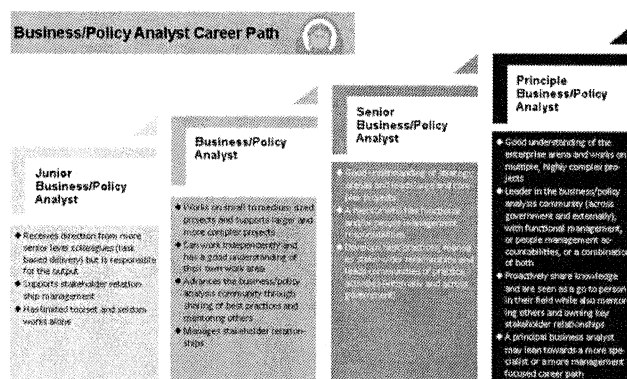 Business/Policy Analyst Career Path
Junior
Business/Policy
Analyst
◆ Receives direction from more
senior level colleagues (task
based delivery) but is responsible
for the output
◆ Supports stakeholder relation-
ship management
◆ Has limited toolset and seldom
works alone
Business/Policy
Analyst
◆ Works on small to medium sized
projects and supports larger and
more complex projects
◆ Can work independently and
has a good understanding of
their own work area
◆ Advances the business/policy
analysis community through
sharing of best practices and
mentoring others
◆ Manages stakeholder relation-
ships
Senior
Business/Policy
Analyst
◆ Good understanding of
projects
communities of practice
government
Principle
Business/Policy
Analyst
◆ Good understanding of the
enterprise arena and works on
multiple, highly complex pro-
jects
◆ Leader in the business/policy
analysis community (across
government and externally),
with functional management,
or people management ac-
countabilities, or a combination
of both
◆ Proactively share knowledge
and are seen as a go to person
in their field while also mentor-
ing others and owning key
stakeholder relationships
◆ A principal business analyst
may lean towards a more spe-
cialist or a more management
focused career path